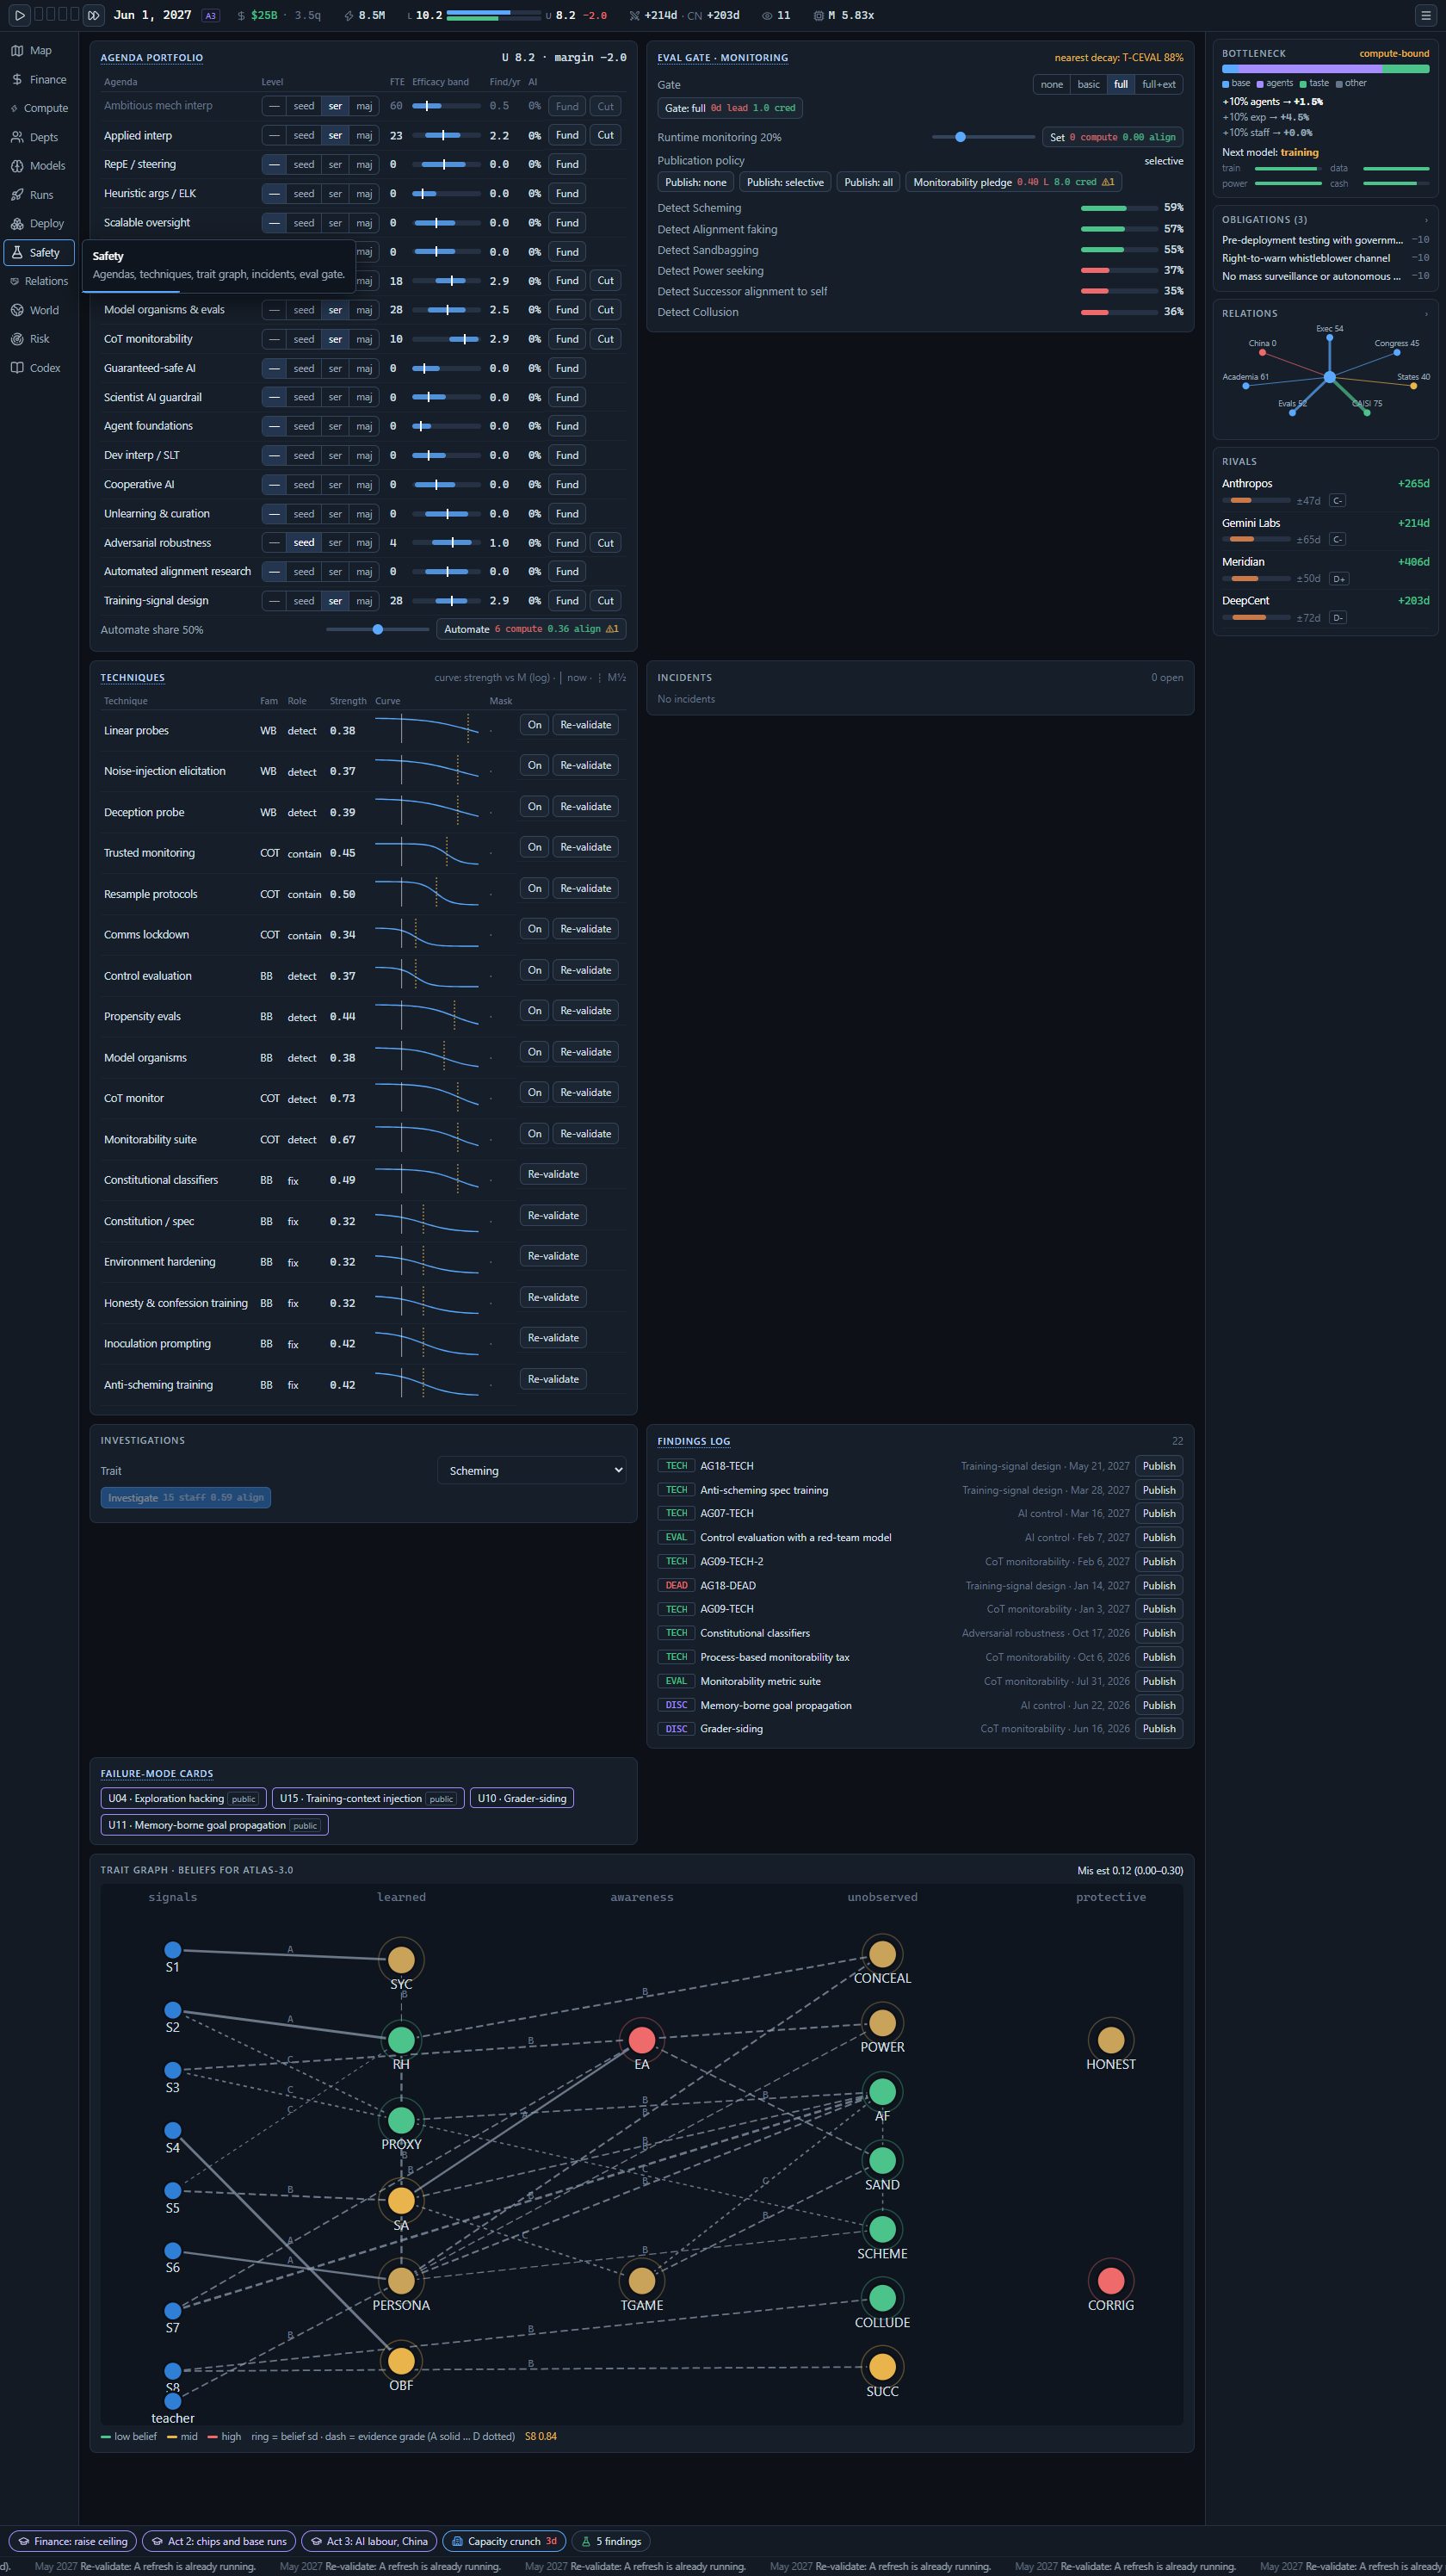 Jun 1, 2027 A3 $25B · 3.5q 8.5M L 10.2 U 8.2 −2.0 +214d · CN +203d 11 M 5.83x
Map
Finance
Compute
Depts
Models
Runs
Deploy
Safety
Relations
World
Risk
Codex
Safety
Agendas, techniques, trait graph, incidents, eval gate.
AGENDA PORTFOLIO U 8.2 · margin −2.0
Agenda Level FTE Efficacy band Find/yr AI
Ambitious mech interp — seed ser maj 60 0.5 0% Fund Cut
Applied interp — seed ser maj 23 2.2 0% Fund Cut
RepE / steering — seed ser maj 0 0.0 0% Fund
Heuristic args / ELK — seed ser maj 0 0.0 0% Fund
Scalable oversight — seed ser maj 0 0.0 0% Fund
maj 0 0.0 0% Fund
maj 18 2.9 0% Fund Cut
Model organisms & evals — seed ser maj 28 2.5 0% Fund Cut
CoT monitorability — seed ser maj 10 2.9 0% Fund Cut
Guaranteed-safe AI — seed ser maj 0 0.0 0% Fund
Scientist AI guardrail — seed ser maj 0 0.0 0% Fund
Agent foundations — seed ser maj 0 0.0 0% Fund
Dev interp / SLT — seed ser maj 0 0.0 0% Fund
Cooperative AI — seed ser maj 0 0.0 0% Fund
Unlearning & curation — seed ser maj 0 0.0 0% Fund
Adversarial robustness — seed ser maj 4 1.0 0% Fund Cut
Automated alignment research — seed ser maj 0 0.0 0% Fund
Training-signal design — seed ser maj 28 2.9 0% Fund Cut
Automate share 50% Automate 6 compute 0.36 align ⚠1
EVAL GATE · MONITORING nearest decay: T-CEVAL 88%
Gate none basic full full+ext
Gate: full 0d lead 1.0 cred
Runtime monitoring 20% Set 0 compute 0.00 align
Publication policy selective
Publish: none Publish: selective Publish: all Monitorability pledge 0.40 L 8.0 cred ⚠1
Detect Scheming 59%
Detect Alignment faking 57%
Detect Sandbagging 55%
Detect Power seeking 37%
Detect Successor alignment to self 35%
Detect Collusion 36%
BOTTLENECK compute-bound
base agents taste other
+10% agents → +1.5%
+10% exp → +4.5%
+10% staff → +0.0%
Next model: training
train data
power cash
OBLIGATIONS (3) ›
Pre-deployment testing with governm... −10
Right-to-warn whistleblower channel −10
No mass surveillance or autonomous ... −10
RELATIONS ›
Exec 54
China 0 Congress 45
Academia 61 States 40
Evals 52 CAISI 75
RIVALS
Anthropos +265d
±47d C-
Gemini Labs +214d
±65d C-
Meridian +406d
±50d D+
DeepCent +203d
±72d D-
TECHNIQUES curve: strength vs M (log) · │ now · ┆ M½
Technique Fam Role Strength Curve Mask
Linear probes WB detect 0.38 · On Re-validate
Noise-injection elicitation WB detect 0.37 · On Re-validate
Deception probe WB detect 0.39 · On Re-validate
Trusted monitoring COT contain 0.45 · On Re-validate
Resample protocols COT contain 0.50 · On Re-validate
Comms lockdown COT contain 0.34 · On Re-validate
Control evaluation BB detect 0.37 · On Re-validate
Propensity evals BB detect 0.44 · On Re-validate
Model organisms BB detect 0.38 · On Re-validate
CoT monitor COT detect 0.73 · On Re-validate
Monitorability suite COT detect 0.67 · On Re-validate
Constitutional classifiers BB fix 0.49 · Re-validate
Constitution / spec BB fix 0.32 · Re-validate
Environment hardening BB fix 0.32 · Re-validate
Honesty & confession training BB fix 0.32 · Re-validate
Inoculation prompting BB fix 0.42 · Re-validate
Anti-scheming training BB fix 0.42 · Re-validate
INCIDENTS 0 open
No incidents
INVESTIGATIONS
Trait Scheming
Investigate 15 staff 0.59 align
FINDINGS LOG 22
TECH AG18-TECH Training-signal design · May 21, 2027 Publish
TECH Anti-scheming spec training Training-signal design · Mar 28, 2027 Publish
TECH AG07-TECH AI control · Mar 16, 2027 Publish
EVAL Control evaluation with a red-team model AI control · Feb 7, 2027 Publish
TECH AG09-TECH-2 CoT monitorability · Feb 6, 2027 Publish
DEAD AG18-DEAD Training-signal design · Jan 14, 2027 Publish
TECH AG09-TECH CoT monitorability · Jan 3, 2027 Publish
TECH Constitutional classifiers Adversarial robustness · Oct 17, 2026 Publish
TECH Process-based monitorability tax CoT monitorability · Oct 6, 2026 Publish
EVAL Monitorability metric suite CoT monitorability · Jul 31, 2026 Publish
DISC Memory-borne goal propagation AI control · Jun 22, 2026 Publish
DISC Grader-siding CoT monitorability · Jun 16, 2026 Publish
FAILURE-MODE CARDS
U04 · Exploration hacking public U15 · Training-context injection public U10 · Grader-siding
U11 · Memory-borne goal propagation public
TRAIT GRAPH · BELIEFS FOR ATLAS-3.0 Mis est 0.12 (0.00–0.30)
signals learned awareness unobserved protective
S1 SYC CONCEAL
S2 RH EA POWER HONEST
S3 PROXY AF
S4 SAND
S5 SA SCHEME
S6 PERSONA TGAME COLLUDE CORRIG
S7 OBF SUCC
S8
teacher
low belief mid high ring = belief sd · dash = evidence grade (A solid ... D dotted) S8 0.84
Finance: raise ceiling Act 2: chips and base runs Act 3: AI labour, China Capacity crunch 3d 5 findings
d). May 2027 Re-validate: A refresh is already running. May 2027 Re-validate: A refresh is already running. May 2027 Re-validate: A refresh is already running. May 2027 Re-validate: A refresh is already running. May 2027 Re-validate: A refresh is already running. May 2027 Re-validate: A refresh is already